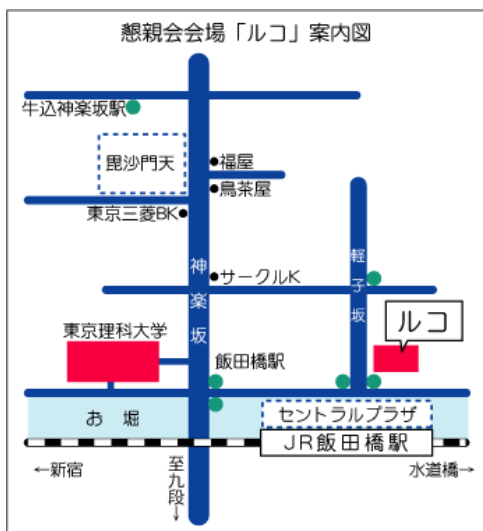 懇親会会場「ルコ」案内図
牛込神楽坂駅
毘沙門天
福屋
鳥茶屋
東京三菱BK
神楽坂
サークルK
軽子坂
ルコ
東京理科大学
飯田橋駅
お堀
セントラルプラザ
JR飯田橋駅
←新宿
至九段→
水道橋→